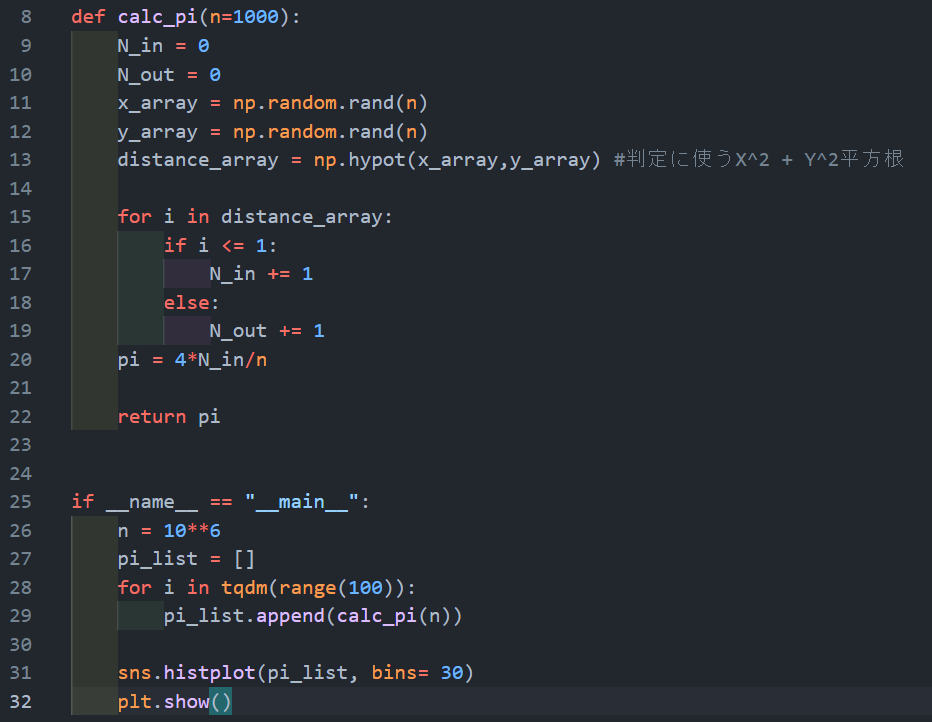 8 def calc_pi(n=1000):
9     N_in = 0
10     N_out = 0
11     x_array = np.random.rand(n)
12     y_array = np.random.rand(n)
13     distance_array = np.hypot(x_array,y_array) #判定に使うX^2 + Y^2平方根
14
15     for i in distance_array:
16         if i <= 1:
17             N_in += 1
18         else:
19             N_out += 1
20     pi = 4*N_in/n
21
22     return pi
23
24
25 if __name__ == "__main__":
26     n = 10**6
27     pi_list = []
28     for i in tqdm(range(100)):
29         pi_list.append(calc_pi(n))
30
31     sns.histplot(pi_list, bins= 30)
32     plt.show()